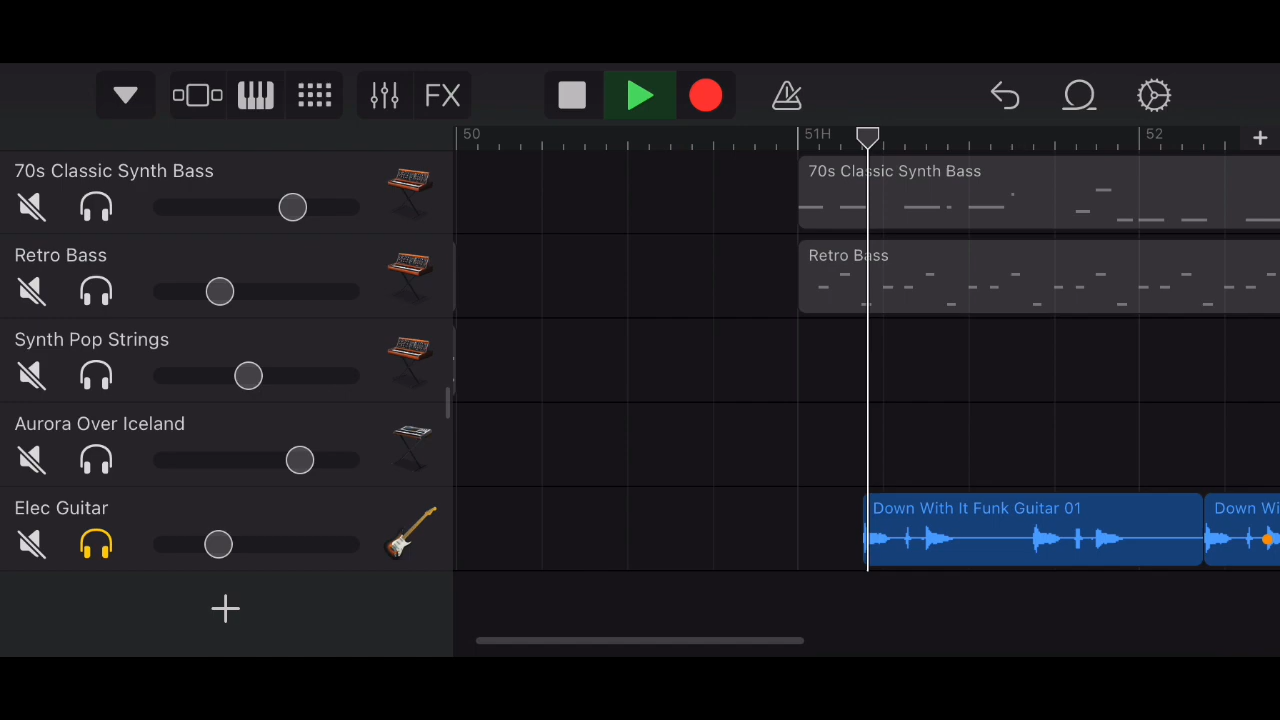 FX
50
51H
52
70s Classic Synth Bass
70s Classic Synth Bass
Retro Bass
Retro Bass
Synth Pop Strings
Aurora Over Iceland
Elec Guitar
Down With It Funk Guitar 01
Down Wi